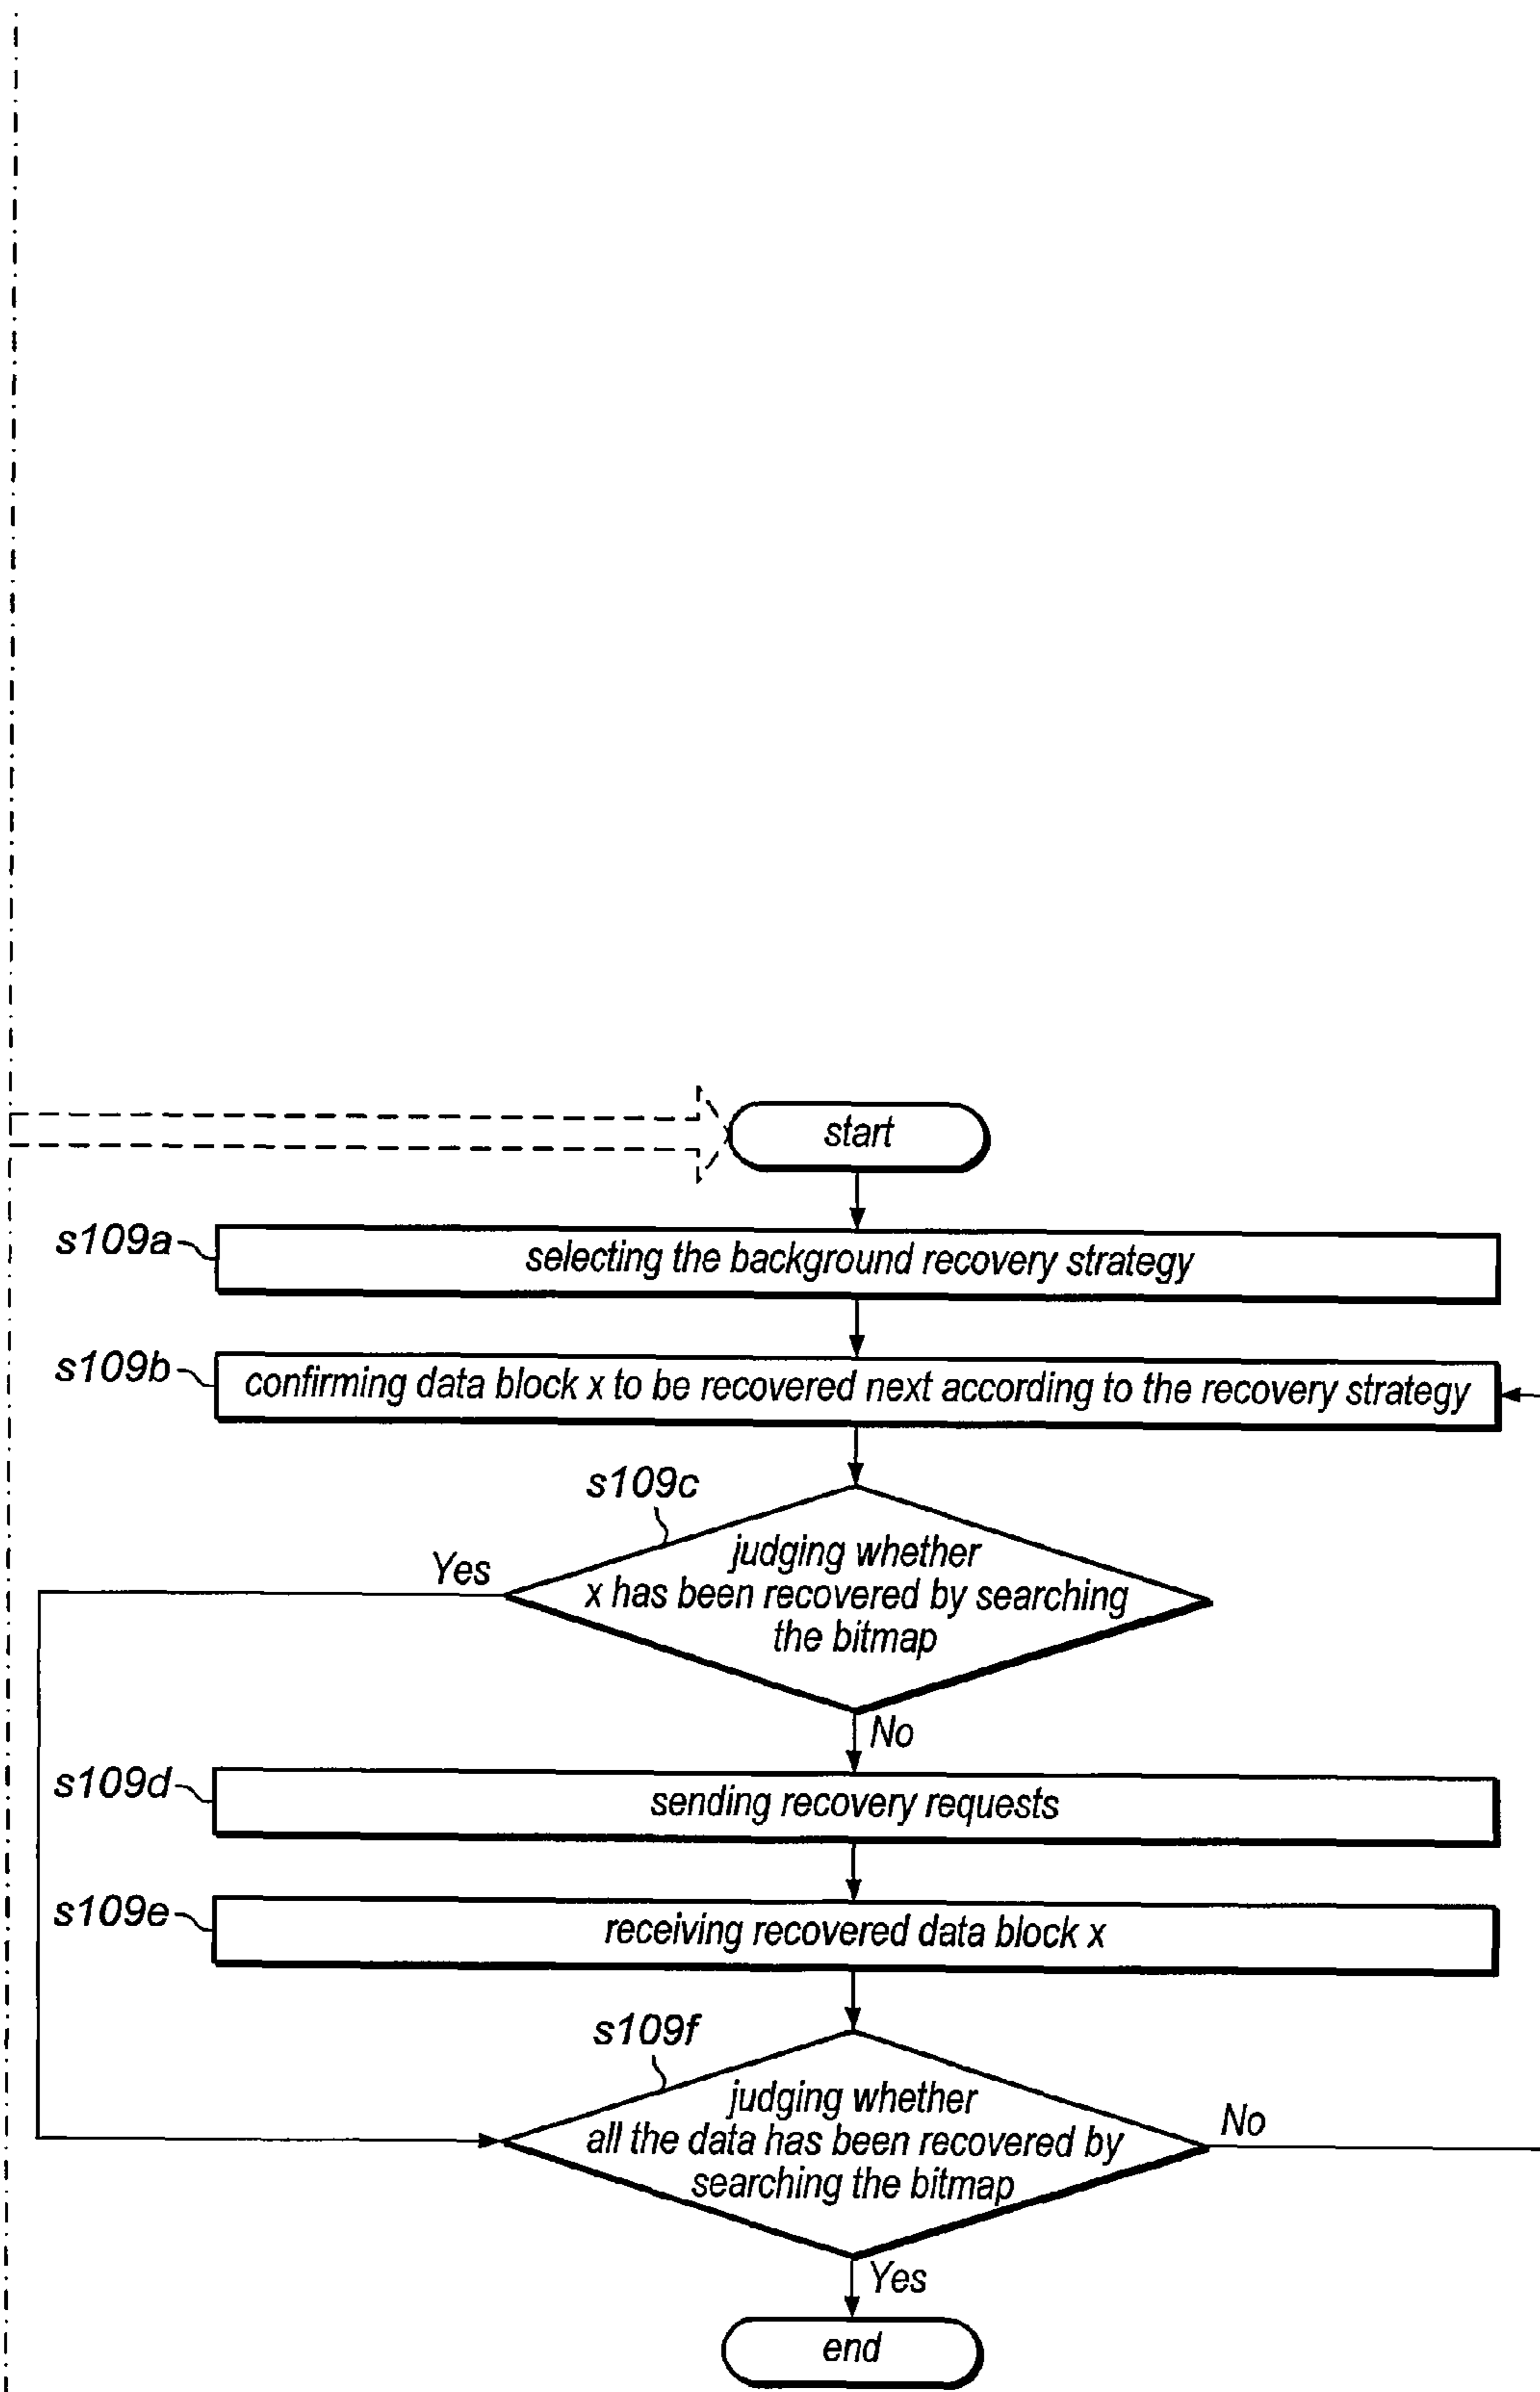 start
s109a
selecting the background recovery strategy
s109b
confirming data block x to be recovered next according to the recovery strategy
s109c
judging whether
x has been recovered by searching
the bitmap
Yes
No
s109d
sending recovery requests
s109e
receiving recovered data block x
s109f
judging whether
all the data has been recovered by
searching the bitmap
No
Yes
end